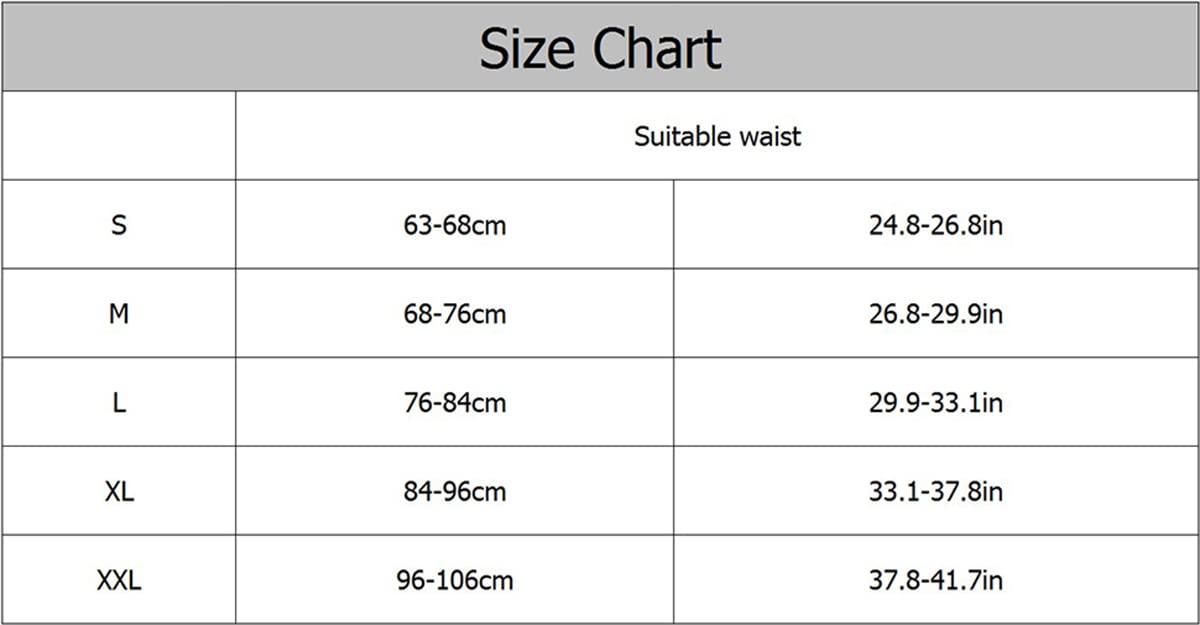 Size Chart
Suitable waist
S 63-68cm 24.8-26.8in
M 68-76cm 26.8-29.9in
L 76-84cm 29.9-33.1in
XL 84-96cm 33.1-37.8in
XXL 96-106cm 37.8-41.7in